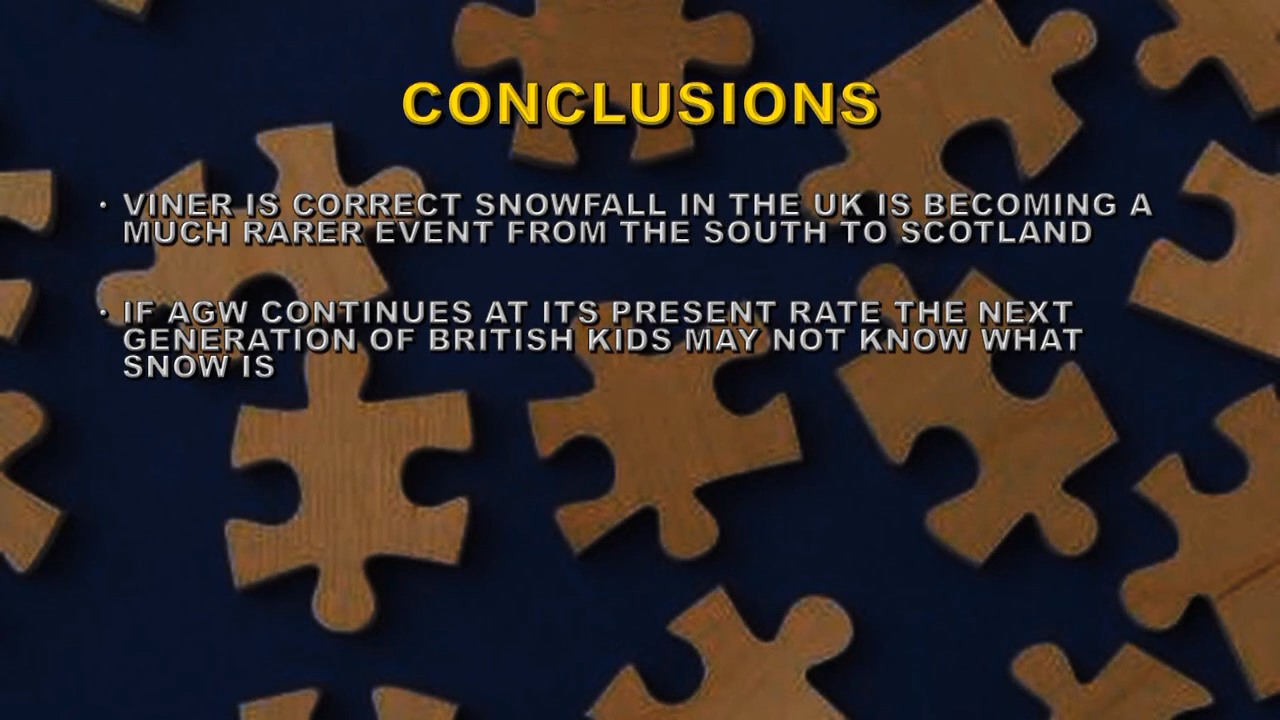 CONCLUSIONS
• VINER IS CORRECT SNOWFALL IN THE UK IS BECOMING A
MUCH RARER EVENT FROM THE SOUTH TO SCOTLAND
• IF AGW CONTINUES AT ITS PRESENT RATE THE NEXT
GENERATION OF BRITISH KIDS MAY NOT KNOW WHAT
SNOW IS